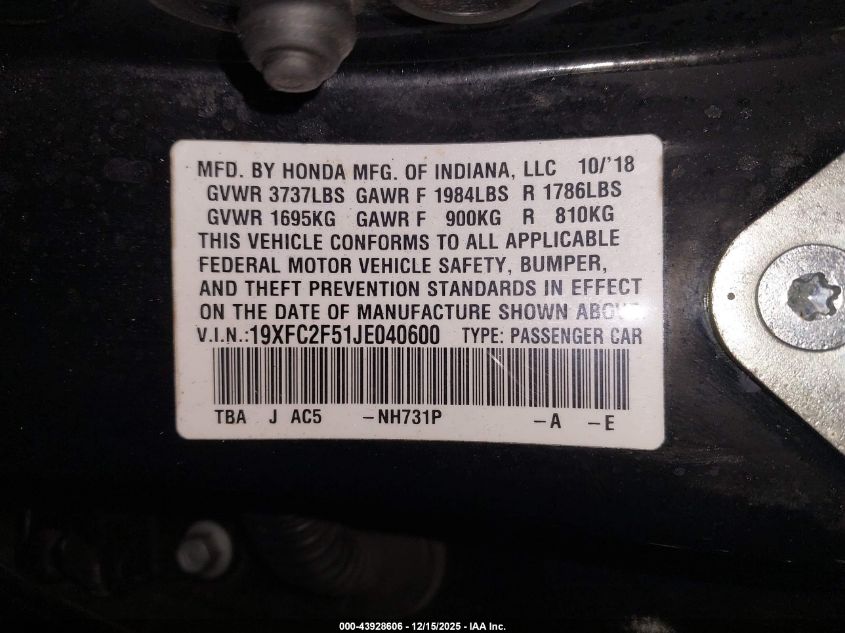 MFD. BY HONDA MFG. OF INDIANA, LLC 10/'18
GVWR 3737LBS GAWR F 1984LBS R 1786LBS
GVWR 1695KG GAWR F 900KG R 810KG
THIS VEHICLE CONFORMS TO ALL APPLICABLE
FEDERAL MOTOR VEHICLE SAFETY, BUMPER,
AND THEFT PREVENTION STANDARDS IN EFFECT
ON THE DATE OF MANUFACTURE SHOWN ABOVE
V.I.N.:19XFC2F51JE040600 TYPE: PASSENGER CAR
TBA J AC5 -NH731P -A -E
000-43928606 - 12/15/2025 - IAA Inc.